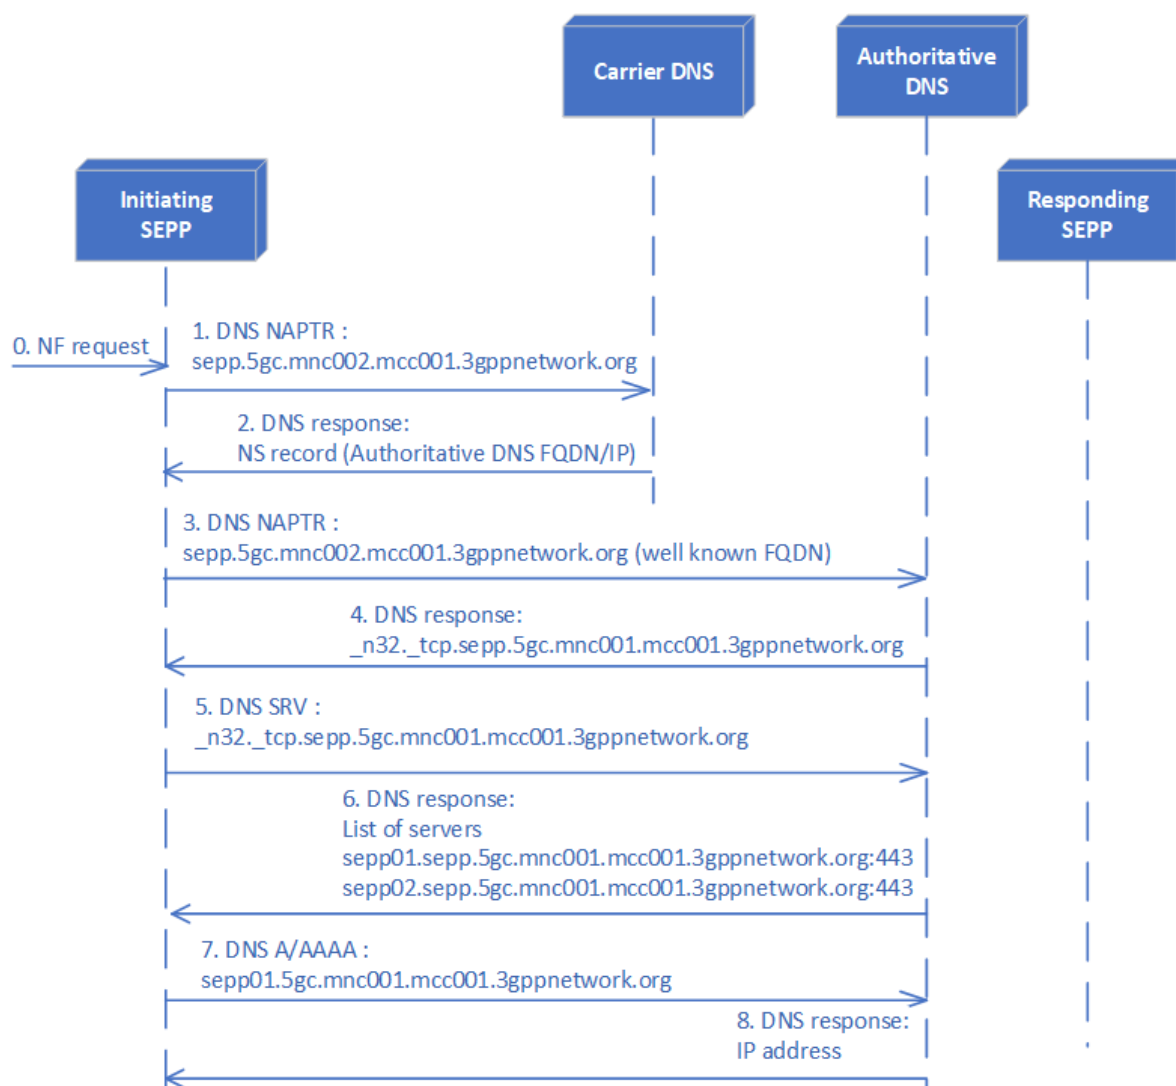 Carrier DNS
Authoritative
DNS
Initiating
SEPP
Responding
SEPP
0. NF request
1. DNS NAPTR :
sepp.5gc.mnc002.mcc001.3gppnetwork.org
2. DNS response:
NS record (Authoritative DNS FQDN/IP)
3. DNS NAPTR :
sepp.5gc.mnc002.mcc001.3gppnetwork.org (well known FQDN)
4. DNS response:
_n32._tcp.sepp.5gc.mnc001.mcc001.3gppnetwork.org
5. DNS SRV :
_n32._tcp.sepp.5gc.mnc001.mcc001.3gppnetwork.org
6. DNS response:
List of servers
sepp01.sepp.5gc.mnc001.mcc001.3gppnetwork.org:443
sepp02.sepp.5gc.mnc001.mcc001.3gppnetwork.org:443
7. DNS A/AAAA :
sepp01.5gc.mnc001.mcc001.3gppnetwork.org
8. DNS response:
IP address